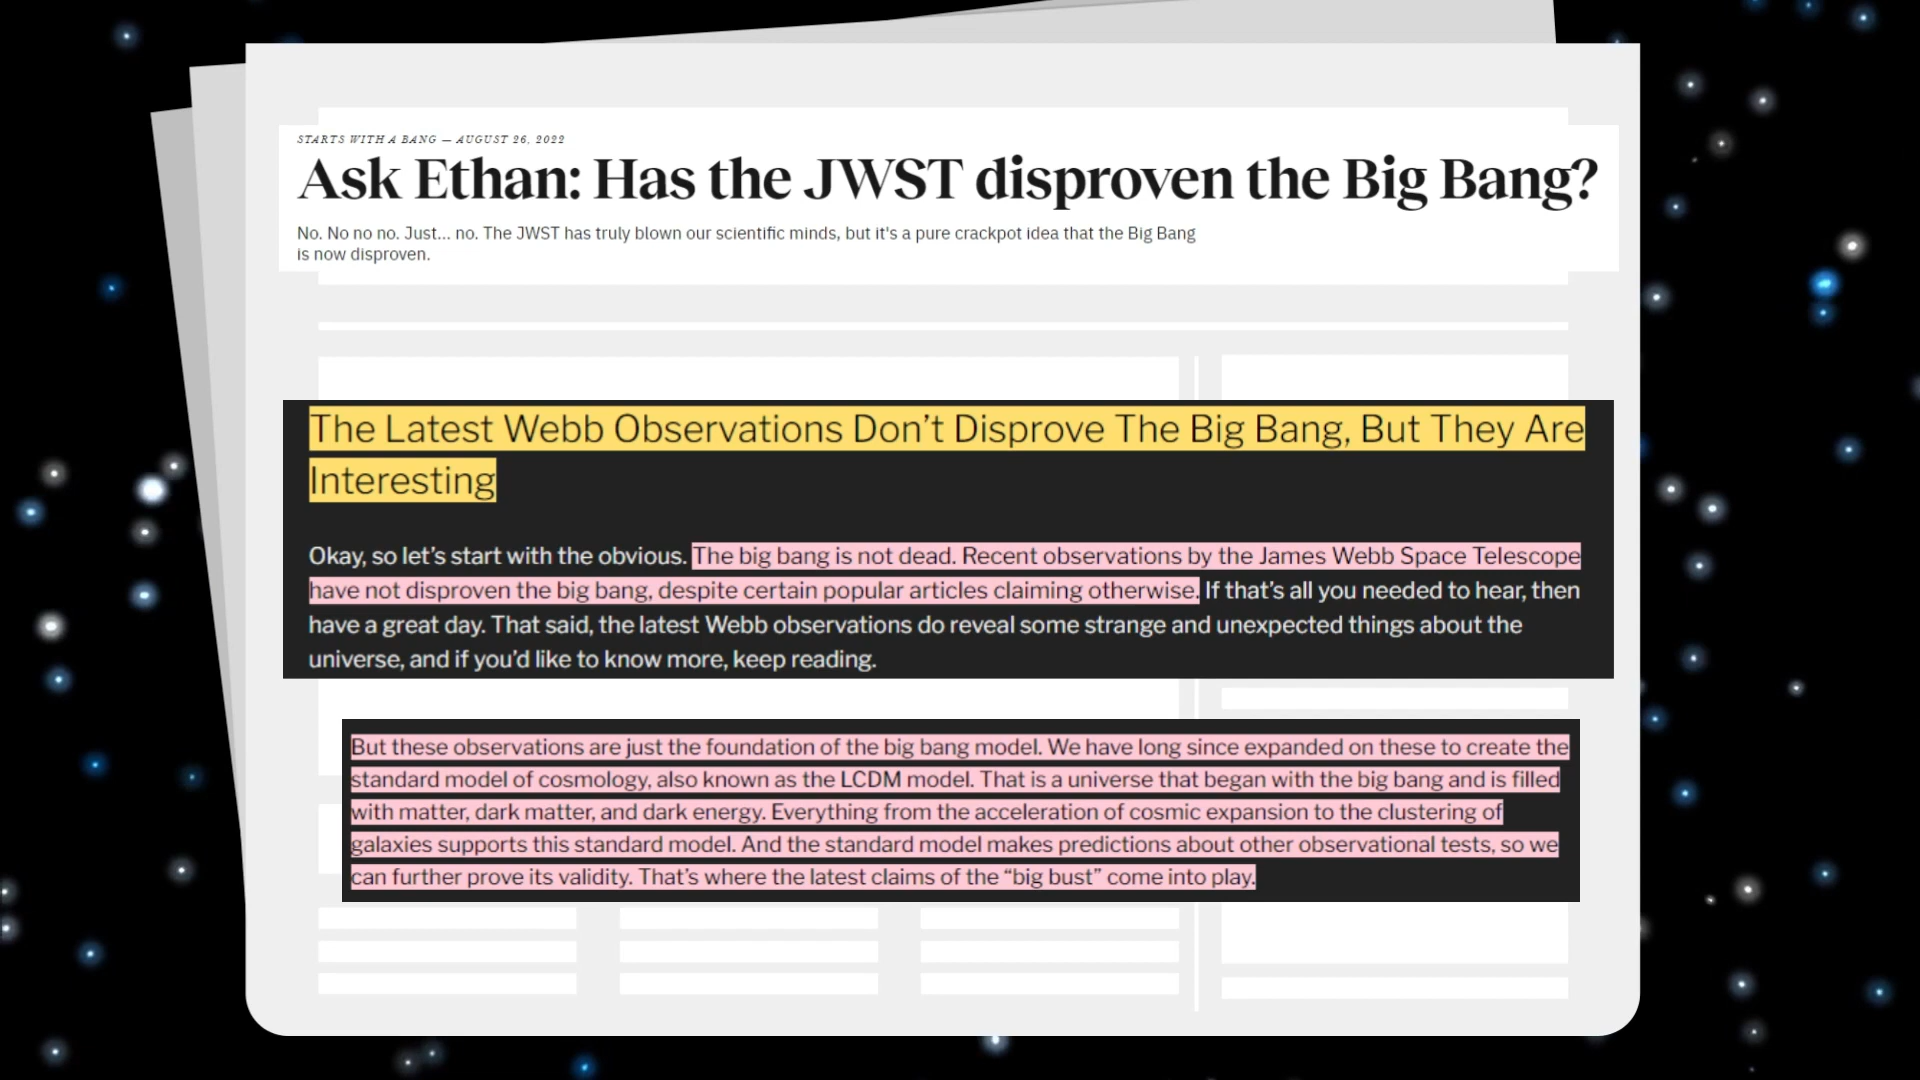 STARTS WITH A BANG — AUGUST 26, 2022
Ask Ethan: Has the JWST disproven the Big Bang?
No. No no no. Just... no. The JWST has truly blown our scientific minds, but it's a pure crackpot idea that the Big Bang
is now disproven.
The Latest Webb Observations Don’t Disprove The Big Bang, But They Are
Interesting
Okay, so let’s start with the obvious. The big bang is not dead. Recent observations by the James Webb Space Telescope
have not disproven the big bang, despite certain popular articles claiming otherwise. If that’s all you needed to hear, then
have a great day. That said, the latest Webb observations do reveal some strange and unexpected things about the
universe, and if you’d like to know more, keep reading.
But these observations are just the foundation of the big bang model. We have long since expanded on these to create the
standard model of cosmology, also known as the LCDM model. That is a universe that began with the big bang and is filled
with matter, dark matter, and dark energy. Everything from the acceleration of cosmic expansion to the clustering of
galaxies supports this standard model. And the standard model makes predictions about other observational tests, so we
can further prove its validity. That’s where the latest claims of the “big bust” come into play.